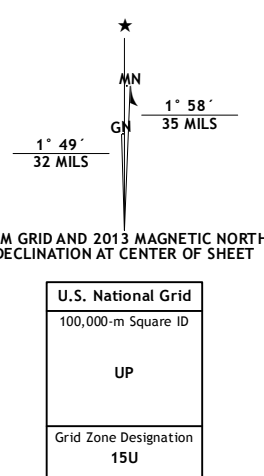 ★
MN
1° 58´
35 MILS
GN
1° 49´
32 MILS
M GRID AND 2013 MAGNETIC NORTH
DECLINATION AT CENTER OF SHEET
U.S. National Grid
100,000-m Square ID
UP
Grid Zone Designation
15U